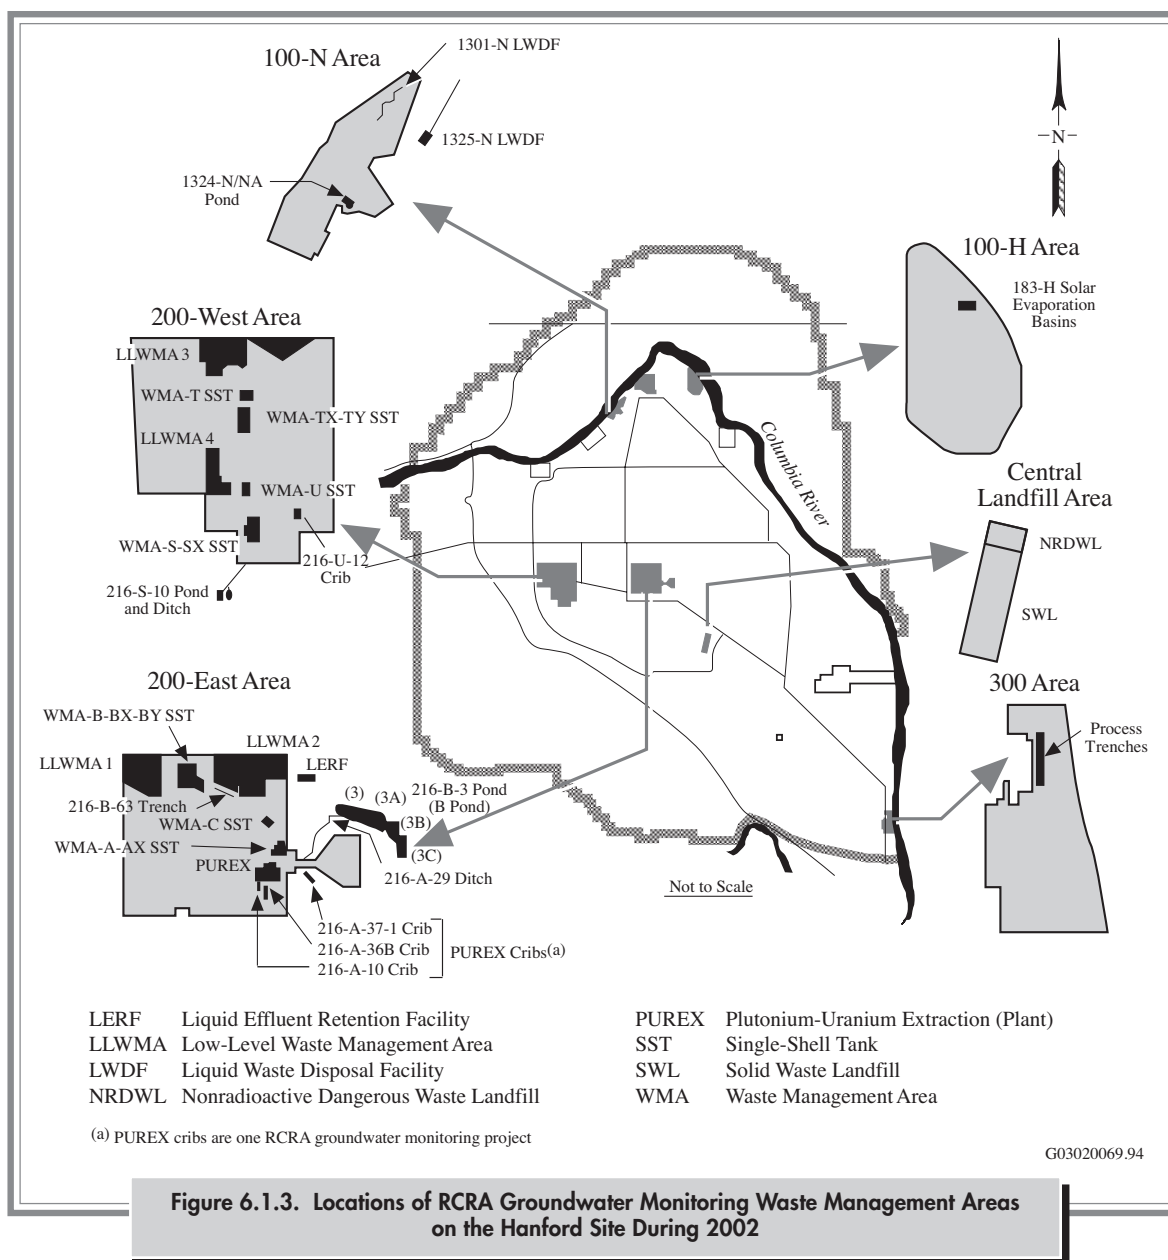 100-N Area
1301-N LWDF
1325-N LWDF
1324-N/NA
Pond
N
100-H Area
183-H Solar
Evaporation
Basins
200-West Area
LLWMA 3
WMA-T SST
WMA-TX-TY SST
LLWMA 4
WMA-U SST
WMA-S-SX SST
216-U-12
Crib
216-S-10 Pond
and Ditch
Columbia River
Central
Landfill Area
NRDWL
SWL
200-East Area
WMA-B-BX-BY SST
LLWMA 2
LLWMA 1
LERF
216-B-63 Trench
WMA-C SST
WMA-A-AX SST
PUREX
(3)
(3A)
(3B)
(3C)
216-B-3 Pond
(B Pond)
216-A-29 Ditch
216-A-37-1 Crib
216-A-36B Crib
216-A-10 Crib
PUREX Cribs(a)
300 Area
Process
Trenches
Not to Scale
LERF Liquid Effluent Retention Facility
LLWMA Low-Level Waste Management Area
LWDF Liquid Waste Disposal Facility
NRDWL Nonradioactive Dangerous Waste Landfill
PUREX Plutonium-Uranium Extraction (Plant)
SST Single-Shell Tank
SWL Solid Waste Landfill
WMA Waste Management Area
(a) PUREX cribs are one RCRA groundwater monitoring project
G03020069.94
Figure 6.1.3. Locations of RCRA Groundwater Monitoring Waste Management Areas
on the Hanford Site During 2002